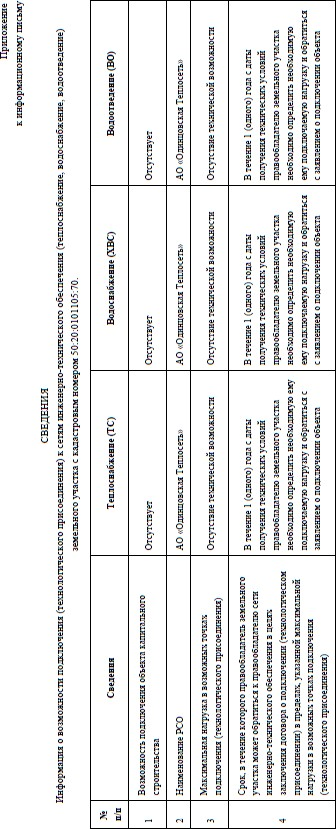 Приложение
к информационному письму
СВЕДЕНИЯ
Информация о возможности подключения (технологического присоединения) к сетям инженерно-технического обеспечения (теплоснабжение, водоснабжение, водоотведение)
земельного участка с кадастровым номером 50:20:0101105:70.
№
п/п
Сведения
Теплоснабжение (ТС)
Водоснабжение (ХВС)
Водоотведение (ВО)
1
Возможность подключения объекта капитального
строительства
Отсутствует
Отсутствует
Отсутствует
2
Наименование РСО
АО «Одинцовская Теплосеть»
АО «Одинцовская Теплосеть»
АО «Одинцовская Теплосеть»
3
Максимальная нагрузка в возможных точках
подключения (технологического присоединения)
Отсутствие технической возможности
Отсутствие технической возможности
Отсутствие технической возможности
4
Срок, в течение которого правообладатель земельного
участка может обратиться к правообладателю сети
инженерно-технического обеспечения в целях
заключения договора о подключении (технологическом
присоединении) в пределах, указанной максимальной
нагрузки в возможных точках подключения
(технологического присоединения)
В течение 1 (одного) года с даты
получения технических условий
правообладателю земельного участка
необходимо определить необходимую ему
подключаемую нагрузку и обратиться с
заявлением о подключении объекта
В течение 1 (одного) года с даты
получения технических условий
правообладателю земельного участка
необходимо определить необходимую
ему подключаемую нагрузку и обратиться
с заявлением о подключении объекта
В течение 1 (одного) года с даты
получения технических условий
правообладателю земельного участка
необходимо определить необходимую
ему подключаемую нагрузку и обратиться
с заявлением о подключении объекта